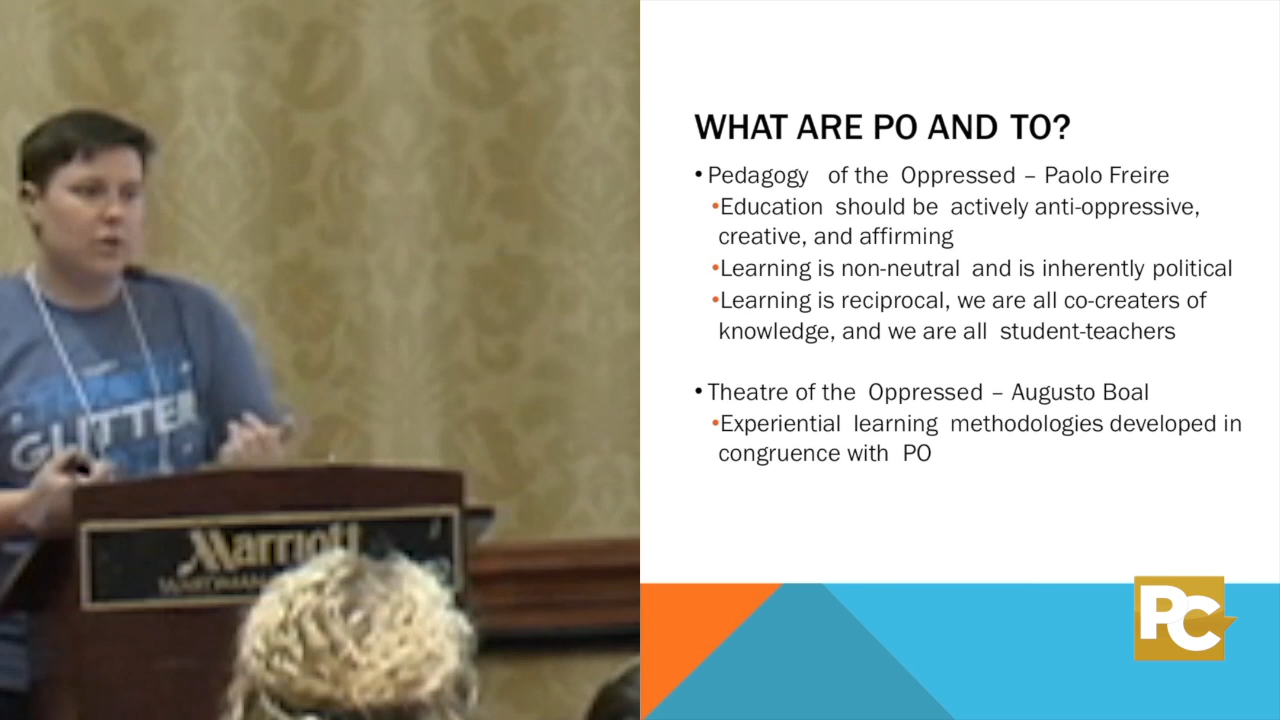 GLITTER
Marriott
WHAT ARE PO AND TO?
• Pedagogy of the Oppressed – Paolo Freire
•Education should be actively anti-oppressive,
creative, and affirming
•Learning is non-neutral and is inherently political
•Learning is reciprocal, we are all co-creaters of
knowledge, and we are all student-teachers
• Theatre of the Oppressed – Augusto Boal
•Experiential learning methodologies developed in
congruence with PO
PC